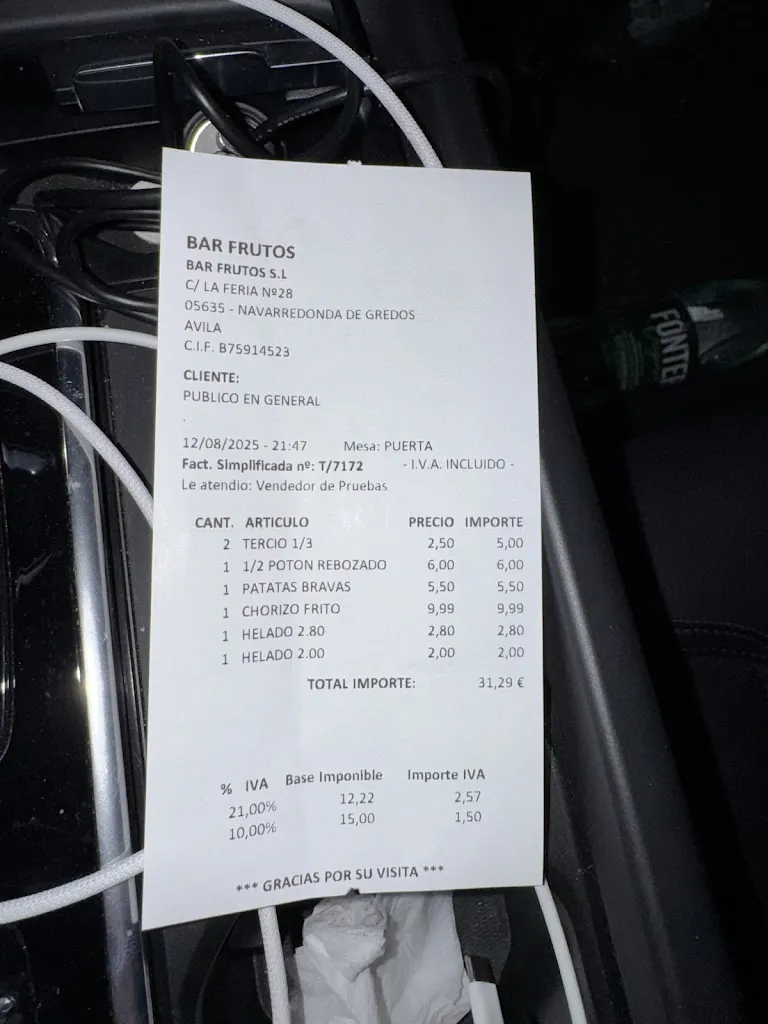 BAR FRUTOS
BAR FRUTOS S.L
C/ LA FERIA Nº28
05635 - NAVARREDONDA DE GREDOS
AVILA
C.I.F. B75914523
CLIENTE:
PUBLICO EN GENERAL
.
12/08/2025 - 21:47 Mesa: PUERTA
Fact. Simplificada nº: T/7172 - I.V.A. INCLUIDO -
Le atendio: Vendedor de Pruebas
CANT. ARTICULO PRECIO IMPORTE
2 TERCIO 1/3 2,50 5,00
1 1/2 POTON REBOZADO 6,00 6,00
1 PATATAS BRAVAS 5,50 5,50
1 CHORIZO FRITO 9,99 9,99
1 HELADO 2.80 2,80 2,80
1 HELADO 2.00 2,00 2,00
TOTAL IMPORTE: 31,29 €
% IVA Base Imponible Importe IVA
21,00% 12,22 2,57
10,00% 15,00 1,50
*** GRACIAS POR SU VISITA ***